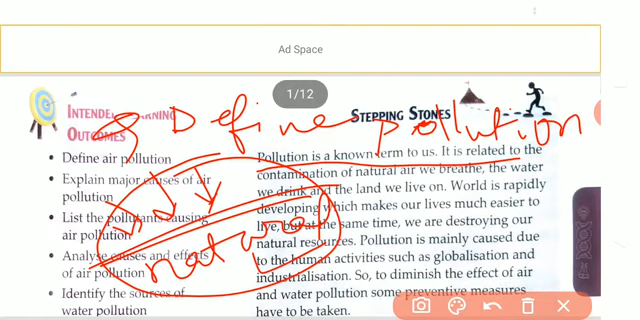 Ad Space
1/12
Define pollution
INTENDED LEARNING
OUTCOMES
• Define air pollution
• Explain major causes of air
pollution
• List the pollutants causing
air pollution
• Analyse causes and effects
of air pollution
• Identify the sources of
water pollution
natural
STEPPING STONES
Pollution is a known term to us. It is related to the
contamination of natural air we breathe, the water
we drink and the land we live on. World is rapidly
developing which makes our lives much easier to
live, but at the same time, we are destroying our
natural resources. Pollution is mainly caused due
to the human activities such as globalisation and
industrialisation. So, to diminish the effect of air
and water pollution some preventive measures
have to be taken.